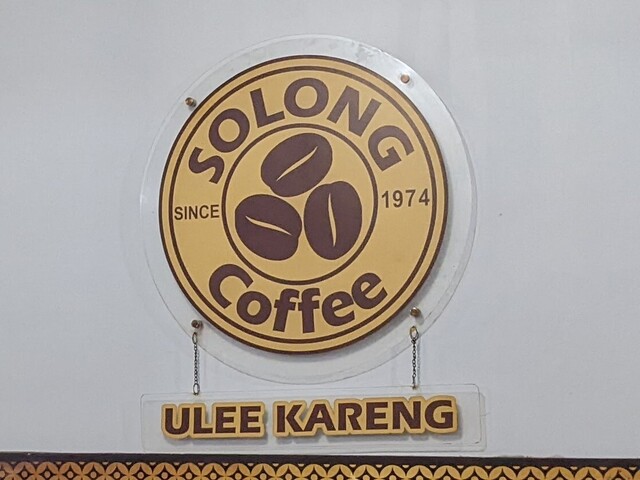 SOLONG
SINCE 1974
Coffee
ULEE KARENG